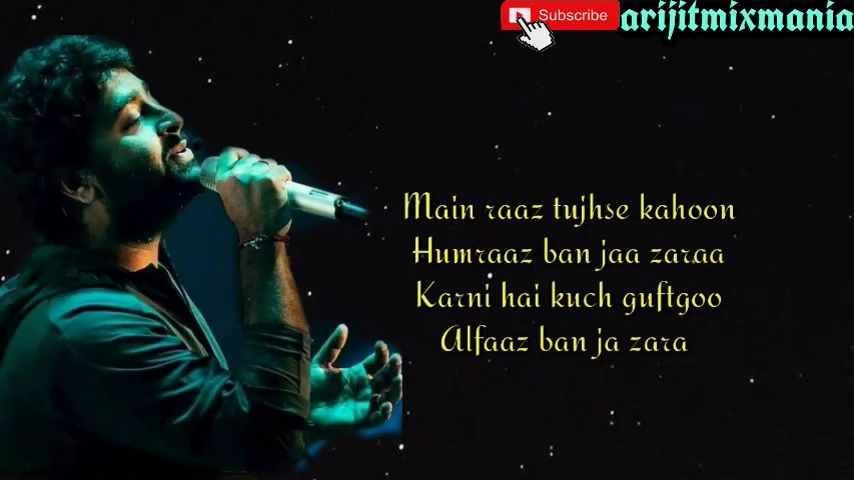 Subscribe arijitmixmania
Main raaz tujhse kahoon
Humraaz ban jaa zaraa
Karni hai kuch guftgoo
Alfaaz ban ja zara